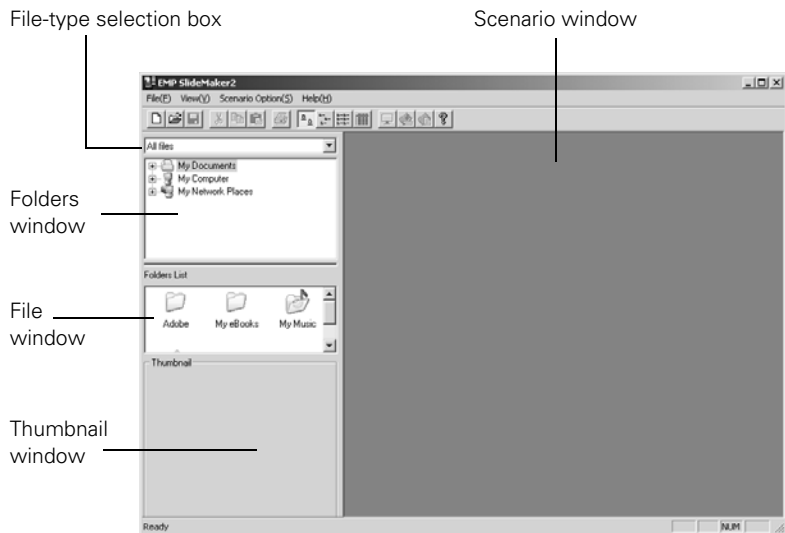 File-type selection box
Scenario window
EMP SlideMaker2
File(F) View(V) Scenario Option(S) Help(H)
All files
My Documents
My Computer
My Network Places
Folders
window
Folders List
File
window
Adobe My eBooks My Music
Thumbnail
Thumbnail
window
Ready
NUM